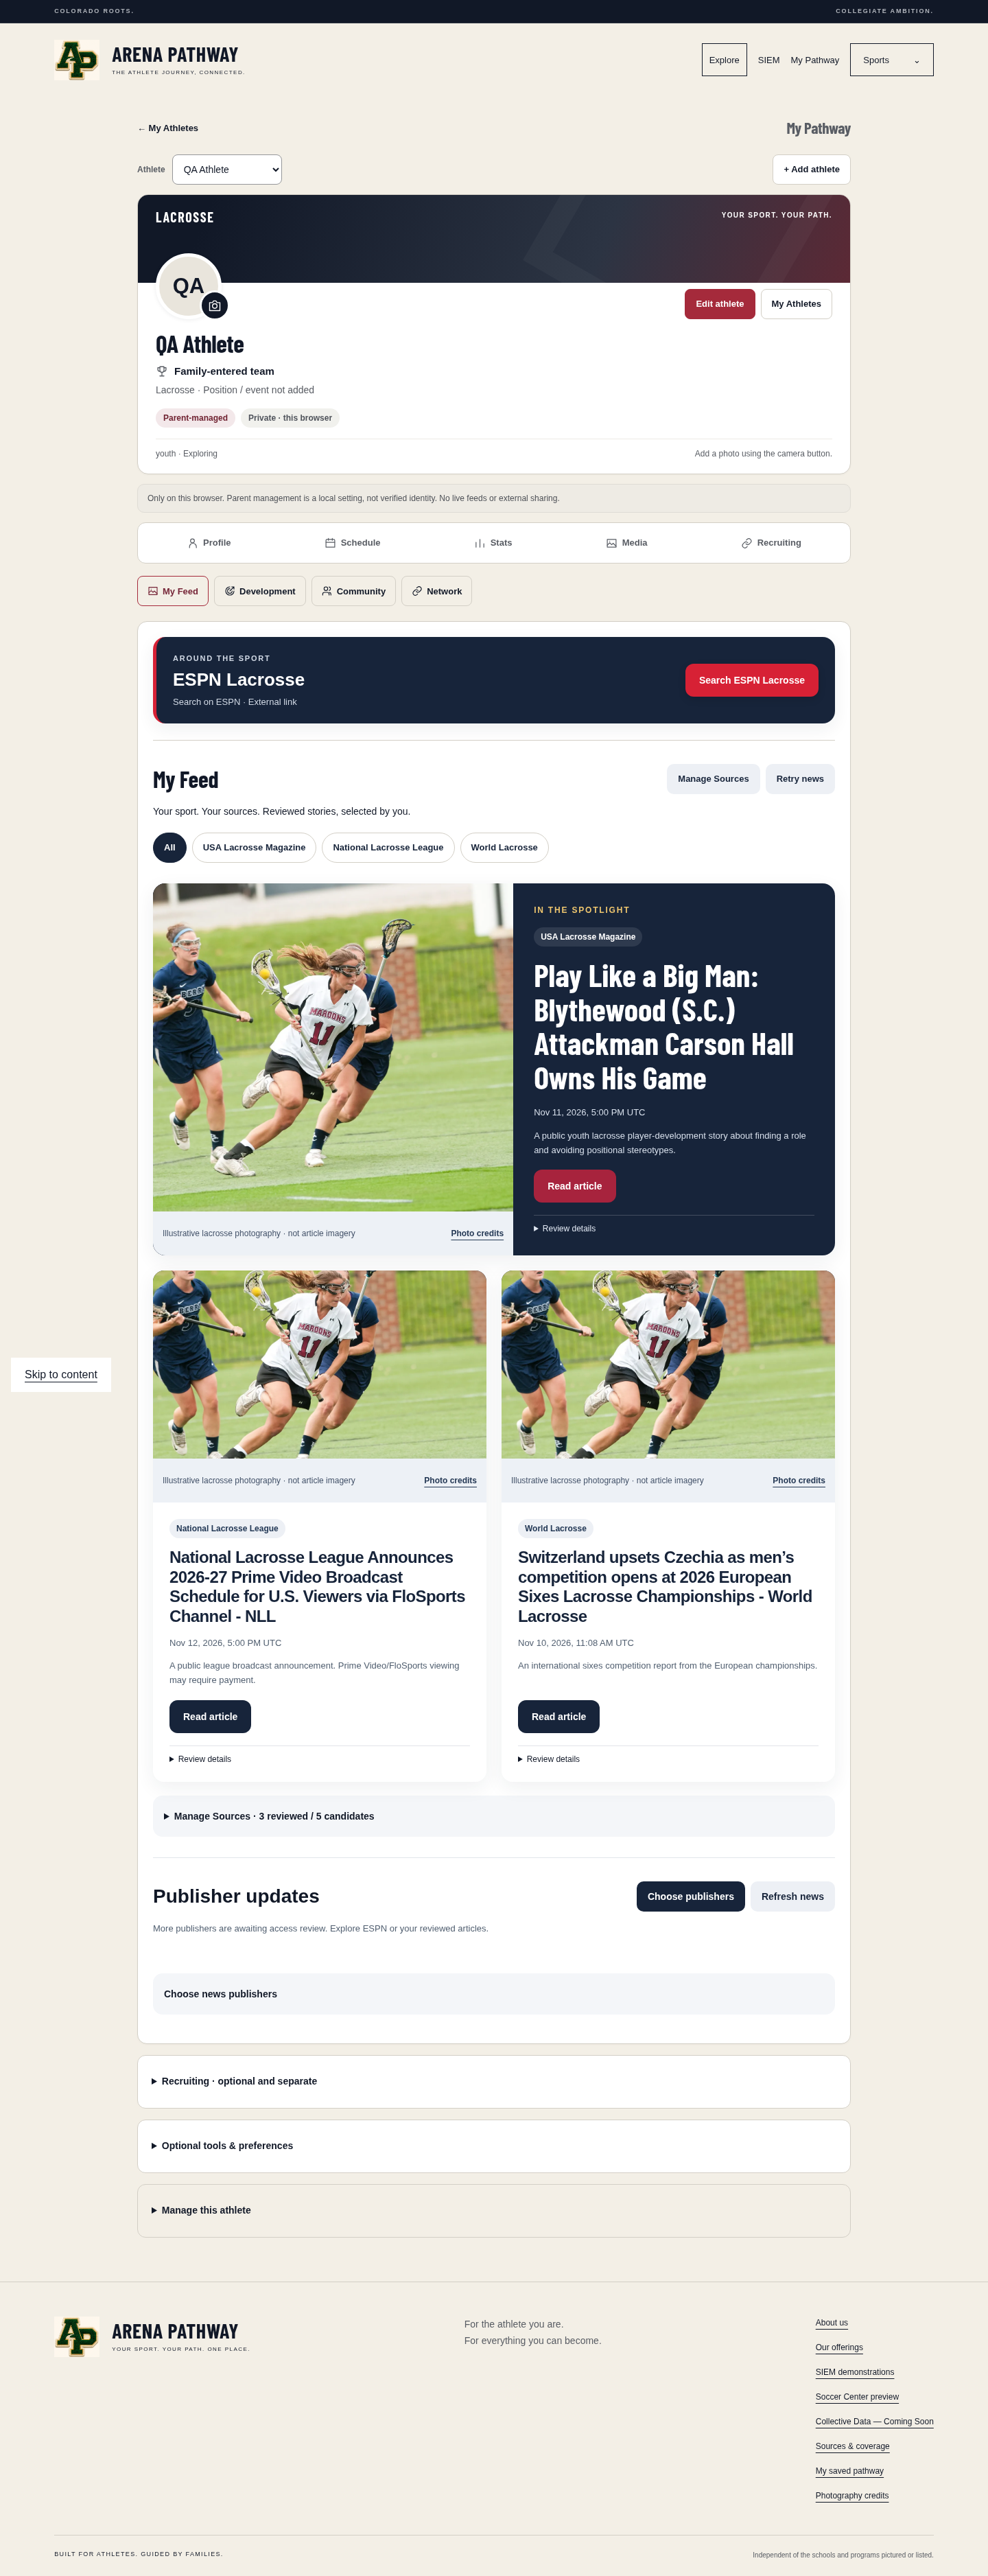 COLORADO ROOTS.
COLLEGIATE AMBITION.
AP
ARENA PATHWAY
THE ATHLETE JOURNEY, CONNECTED.
Explore
SIEM
My Pathway
Sports
← My Athletes
My Pathway
Athlete
QA Athlete
+ Add athlete
LACROSSE
YOUR SPORT. YOUR PATH.
QA
Edit athlete
My Athletes
QA Athlete
Family-entered team
Lacrosse · Position / event not added
Parent-managed
Private · this browser
youth · Exploring
Add a photo using the camera button.
Only on this browser. Parent management is a local setting, not verified identity. No live feeds or external sharing.
Profile
Schedule
Stats
Media
Recruiting
My Feed
Development
Community
Network
AROUND THE SPORT
ESPN Lacrosse
Search on ESPN · External link
Search ESPN Lacrosse
My Feed
Manage Sources
Retry news
Your sport. Your sources. Reviewed stories, selected by you.
All
USA Lacrosse Magazine
National Lacrosse League
World Lacrosse
MAROONS
11
Illustrative lacrosse photography · not article imagery
Photo credits
IN THE SPOTLIGHT
USA Lacrosse Magazine
Play Like a Big Man:
Blythewood (S.C.)
Attackman Carson Hall
Owns His Game
Nov 11, 2026, 5:00 PM UTC
A public youth lacrosse player-development story about finding a role
and avoiding positional stereotypes.
Read article
Review details
MAROONS
11
Illustrative lacrosse photography · not article imagery
Photo credits
National Lacrosse League
National Lacrosse League Announces
2026-27 Prime Video Broadcast
Schedule for U.S. Viewers via FloSports
Channel - NLL
Nov 12, 2026, 5:00 PM UTC
A public league broadcast announcement. Prime Video/FloSports viewing
may require payment.
Read article
Review details
MAROONS
11
Illustrative lacrosse photography · not article imagery
Photo credits
World Lacrosse
Switzerland upsets Czechia as men’s
competition opens at 2026 European
Sixes Lacrosse Championships - World
Lacrosse
Nov 10, 2026, 11:08 AM UTC
An international sixes competition report from the European championships.
Read article
Review details
Skip to content
Manage Sources · 3 reviewed / 5 candidates
Publisher updates
Choose publishers
Refresh news
More publishers are awaiting access review. Explore ESPN or your reviewed articles.
Choose news publishers
Recruiting · optional and separate
Optional tools & preferences
Manage this athlete
AP
ARENA PATHWAY
YOUR SPORT. YOUR PATH. ONE PLACE.
For the athlete you are.
For everything you can become.
About us
Our offerings
SIEM demonstrations
Soccer Center preview
Collective Data — Coming Soon
Sources & coverage
My saved pathway
Photography credits
BUILT FOR ATHLETES. GUIDED BY FAMILIES.
Independent of the schools and programs pictured or listed.